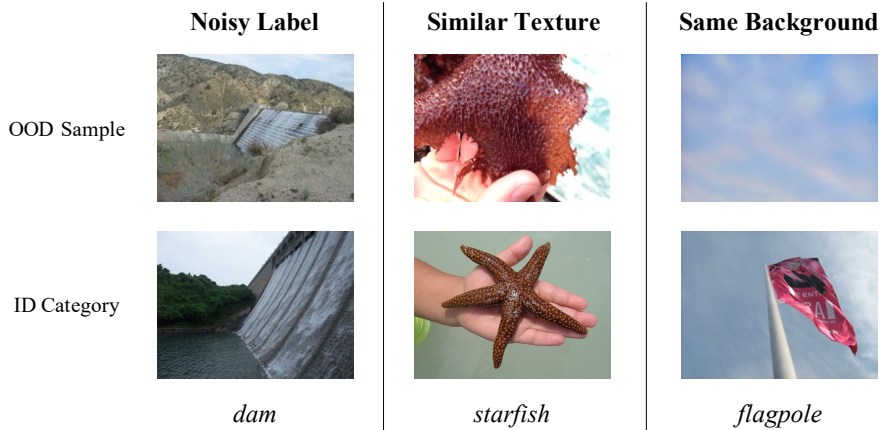 Noisy Label
Similar Texture
Same Background
OOD Sample
ID Category
dam
starfish
flagpole